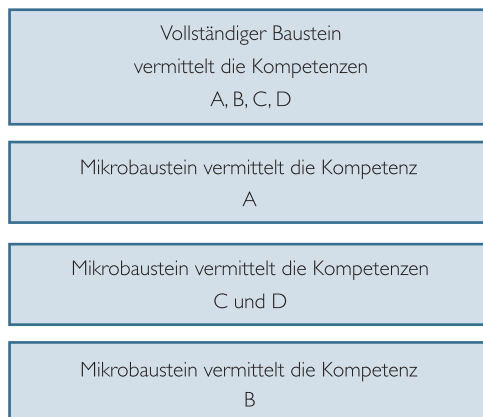 Vollständiger Baustein
vermittelt die Kompetenzen
A, B, C, D
Mikrobaustein vermittelt die Kompetenz
A
Mikrobaustein vermittelt die Kompetenzen
C und D
Mikrobaustein vermittelt die Kompetenz
B